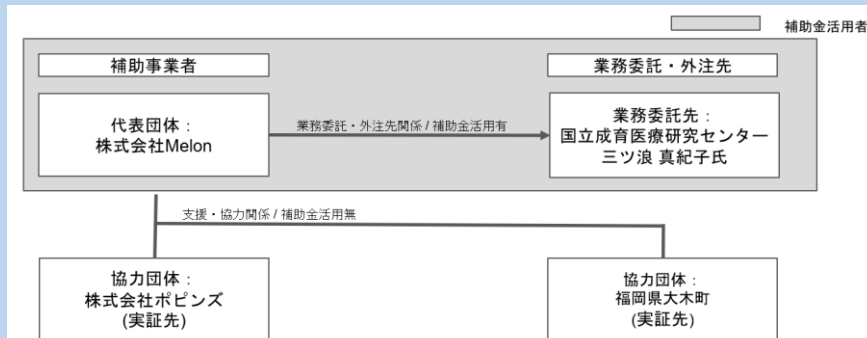 補助金活用者
補助事業者
業務委託・外注先
代表団体：
株式会社Melon
業務委託・外注先関係 / 補助金活用有
業務委託先：
国立成育医療研究センター
三ツ浪 真紀子氏
支援・協力関係 / 補助金活用無
協力団体：
株式会社ポピンズ
(実証先)
協力団体：
福岡県大木町
(実証先)